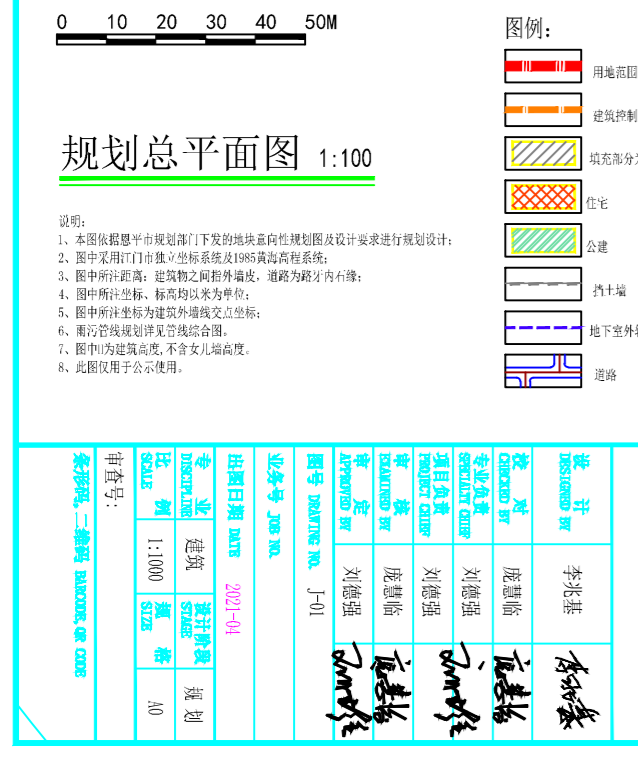 0 10 20 30 40 50M
规划总平面图 1:100
说明:
1、本图依据恩平市规划部门下发的地块意向性规划图及设计要求进行规划设计;
2、图中采用江门市独立坐标系统及1985黄海高程系统;
3、图中所注距离: 建筑物之间指外墙皮, 道路为路牙内石缘;
4、图中所注坐标、标高均以米为单位;
5、图中所注坐标为建筑外墙线交点坐标;
6、雨污管线规划详见管线综合图。
7、图中H为建筑高度, 不含女儿墙高度。
8、此图仅用于公示使用。
图例:
用地范围
建筑控制
填充部分
住宅
公建
挡土墙
地下室外
道路
设 计 DESIGNED BY 李兆基
校 对 CHECKED BY 庞慧临
专业负责 SPECIALTY CHIEF 刘德强
项目负责 PROJECT CHIEF 刘德强
审 核 EXAMINED BY 庞慧临
审 定 APPROVED BY 刘德强
图号 DRAWING NO. J-01
业务号 JOB NO.
出图日期 DATE 2021-04
专 业 DISCIPLINE 建筑 设计阶段 STAGE 规 划
比 例 SCALE 1:1000 规 格 SIZE A0
审查号:
条形码, 二维码 BARCODE, QR CODE